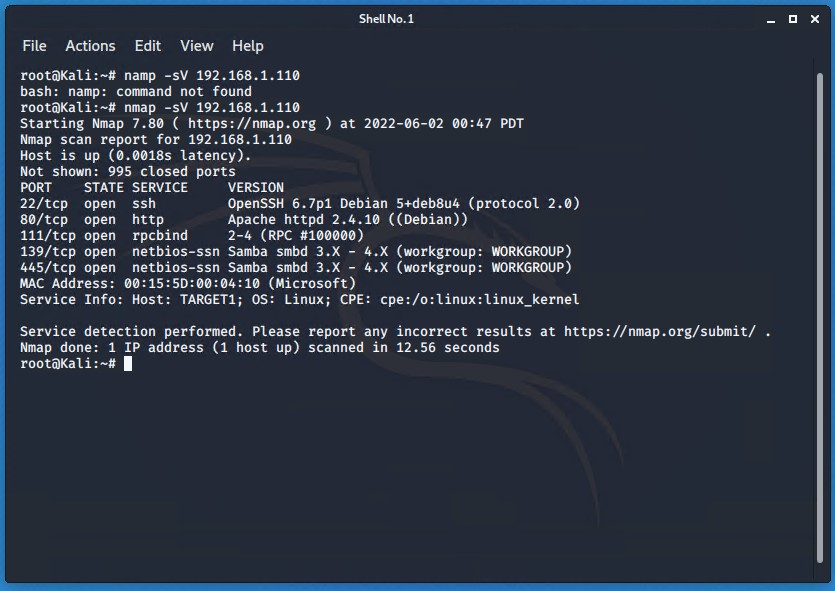 Shell No.1
File Actions Edit View Help
root@Kali:~# namp -sV 192.168.1.110
bash: namp: command not found
root@Kali:~# nmap -sV 192.168.1.110
Starting Nmap 7.80 ( https://nmap.org ) at 2022-06-02 00:47 PDT
Nmap scan report for 192.168.1.110
Host is up (0.0018s latency).
Not shown: 995 closed ports
PORT    STATE SERVICE     VERSION
22/tcp  open  ssh         OpenSSH 6.7p1 Debian 5+deb8u4 (protocol 2.0)
80/tcp  open  http        Apache httpd 2.4.10 ((Debian))
111/tcp open  rpcbind     2-4 (RPC #100000)
139/tcp open  netbios-ssn Samba smbd 3.X - 4.X (workgroup: WORKGROUP)
445/tcp open  netbios-ssn Samba smbd 3.X - 4.X (workgroup: WORKGROUP)
MAC Address: 00:15:5D:00:04:10 (Microsoft)
Service Info: Host: TARGET1; OS: Linux; CPE: cpe:/o:linux:linux_kernel
Service detection performed. Please report any incorrect results at https://nmap.org/submit/ .
Nmap done: 1 IP address (1 host up) scanned in 12.56 seconds
root@Kali:~#